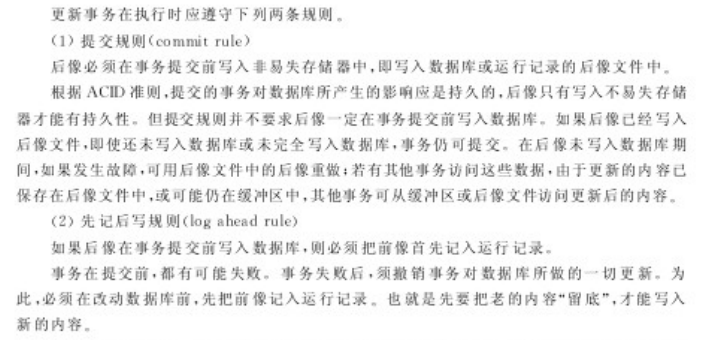 更新事务在执行时应遵守下列两条规则。
(1) 提交规则(commit rule)
后像必须在事务提交前写入非易失存储器中,即写入数据库或运行记录的后像文件中。
根据 ACID 准则,提交的事务对数据库所产生的影响应是持久的,后像只有写入不易失存储
器才能有持久性。但提交规则并不要求后像一定在事务提交前写入数据库。如果后像已经写入
后像文件,即使还未写入数据库或未完全写入数据库,事务仍可提交。在后像未写入数据库期
间,如果发生故障,可用后像文件中的后像重做;若有其他事务访问这些数据,由于更新的内容已
保存在后像文件中,或可能仍在缓冲区中,其他事务可从缓冲区或后像文件访问更新后的内容。
(2) 先记后写规则(log ahead rule)
如果后像在事务提交前写入数据库,则必须把前像首先记入运行记录。
事务在提交前,都有可能失败。事务失败后,须撤销事务对数据库所做的一切更新。为
此,必须在改动数据库前,先把前像记入运行记录。也就是先要把老的内容“留底”,才能写入
新的内容。